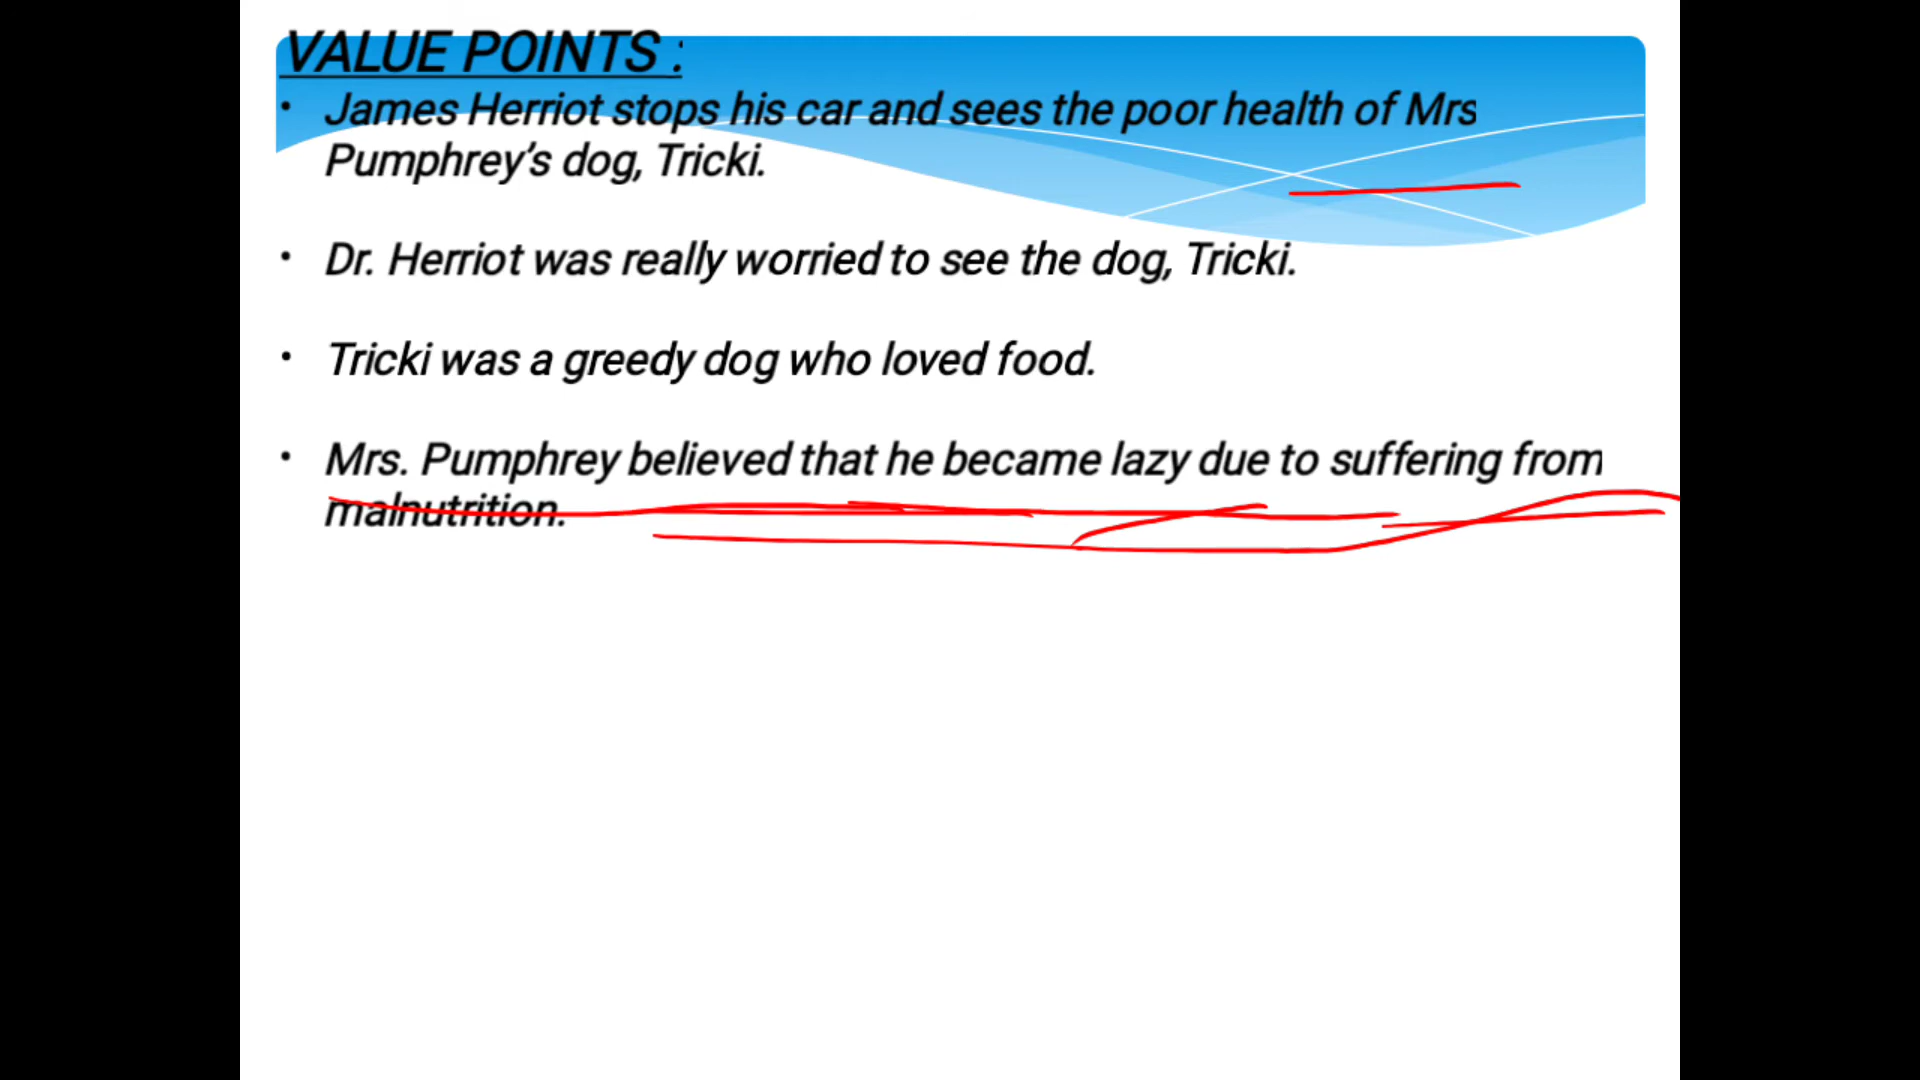 VALUE POINTS :
• James Herriot stops his car and sees the poor health of Mrs
Pumphrey’s dog, Tricki.
• Dr. Herriot was really worried to see the dog, Tricki.
• Tricki was a greedy dog who loved food.
• Mrs. Pumphrey believed that he became lazy due to suffering from
malnutrition.